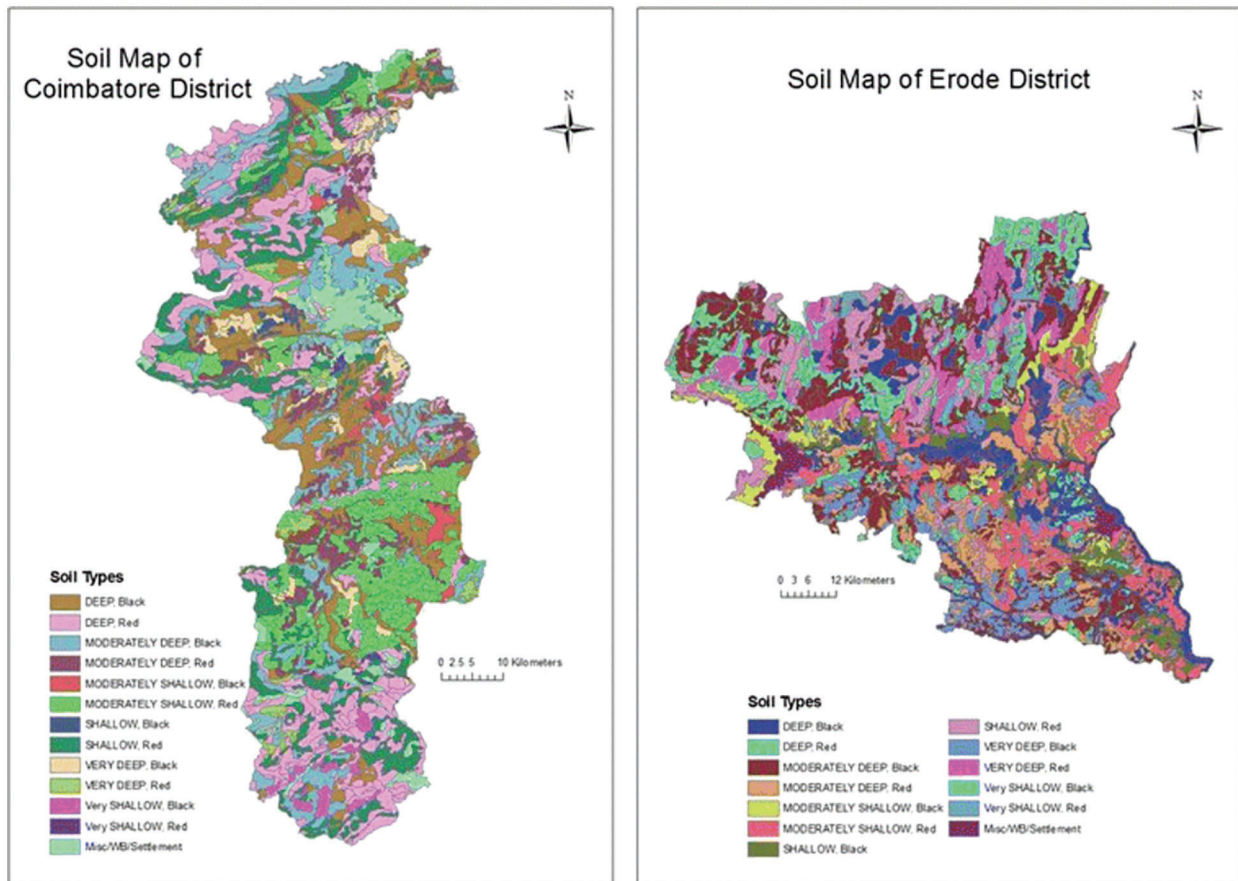 Soil Map of
Coimbatore District
N
Soil Types
DEEP, Black
DEEP, Red
MODERATELY DEEP, Black
MODERATELY DEEP, Red
MODERATELY SHALLOW, Black
MODERATELY SHALLOW, Red
SHALLOW, Black
SHALLOW, Red
VERY DEEP, Black
VERY DEEP, Red
Very SHALLOW, Black
Very SHALLOW, Red
Misc/WB/Settlement
0 2.5 5 10 Kilometers
Soil Map of Erode District
N
0 3 6 12 Kilometers
Soil Types
DEEP, Black
DEEP, Red
MODERATELY DEEP, Black
MODERATELY DEEP, Red
MODERATELY SHALLOW, Black
MODERATELY SHALLOW, Red
SHALLOW, Black
SHALLOW, Red
VERY DEEP, Black
VERY DEEP, Red
Very SHALLOW, Black
Very SHALLOW, Red
Misc/WB/Settlement